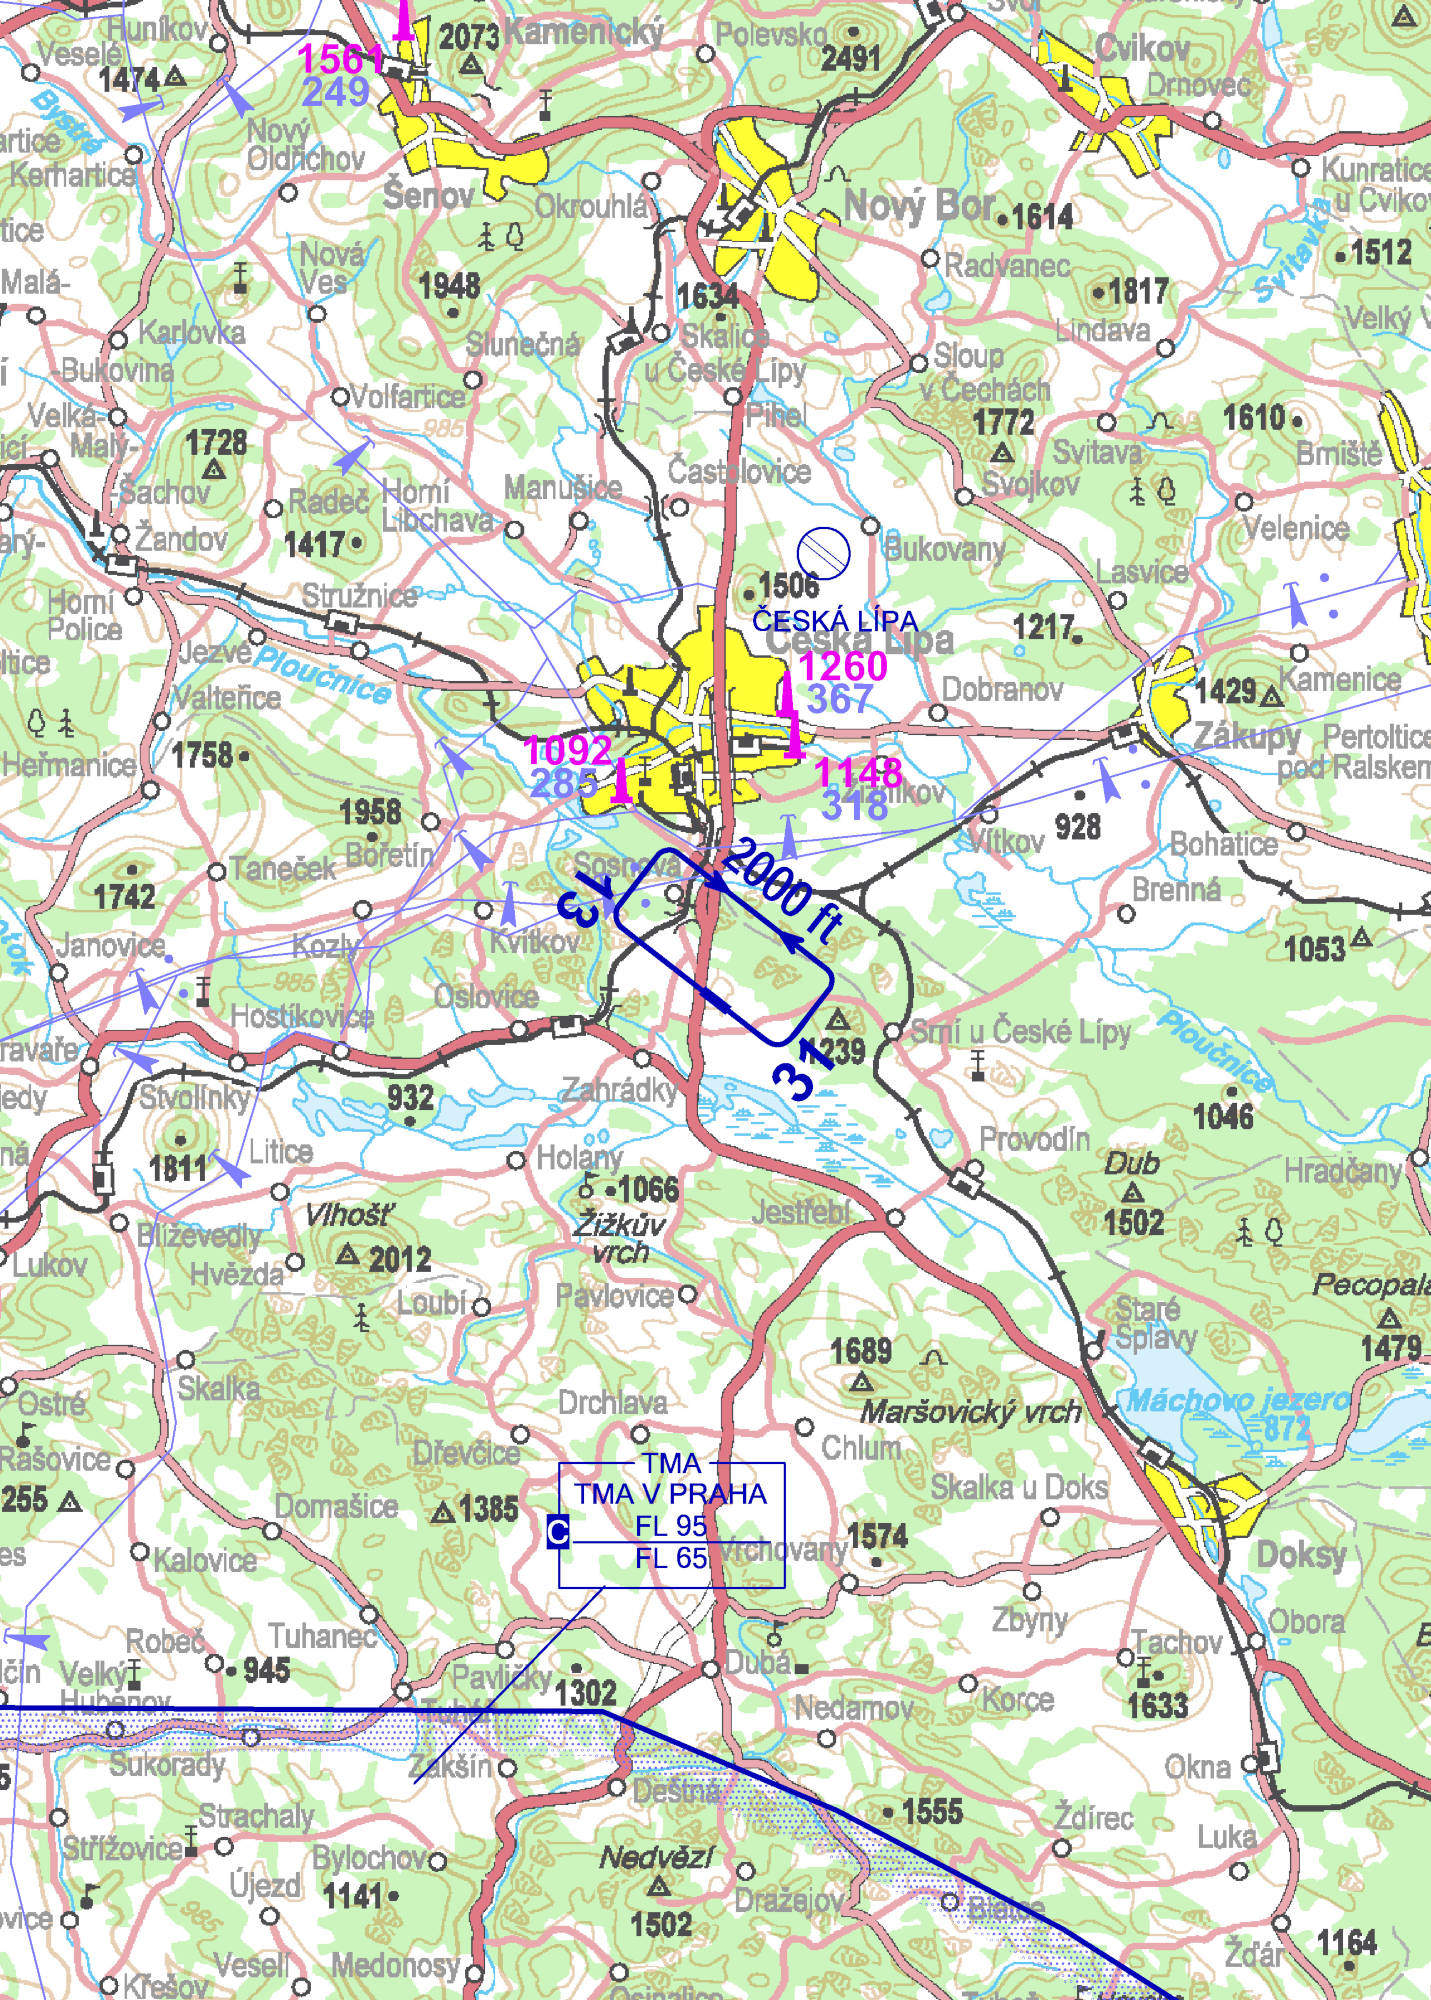 Huníkov
Veselé
1474
1561
249
2073
Kamenický
Polevsko
2491
Svor
Cvikov
Drnovec
Bystrá
Kerhartice
Nový
Oldřichov
Šenov
Okrouhlá
Nový Bor
1614
Kunratice
u Cvikov
Svitavka
1512
Malá-
Nová
Ves
1948
1634
Radvanec
1817
Karlovka
-Bukovina
Slunečná
Skalice
u České Lípy
Lindava
Velký V
Sloup
v Čechách
Velká-
Volfartice
985
Pihel
1772
1610
Malý-
1728
Svitava
Brniště
-Šachov
Radeč
Horní
Libchava
Manušice
Častolovice
Svojkov
Velenice
Žandov
1417
Bukovany
Lasvice
Stružnice
1506
ČESKÁ LÍPA
Česká Lípa
1217
Horní
Police
Jezvé
Ploučnice
1260
367
Dobranov
1429
Kamenice
Valteřice
1758
Heřmanice
1092
285
1148
318
Zákupy
Pertoltice
pod Ralskem
1958
Bořetín
Vítkov
928
Bohatice
Taneček
1742
Sosnová
2000 ft
13
Brenná
Janovice
Kozly
Kvítkov
1053
985
Oslovice
Hostíkovice
Srní u České Lípy
Ploučnice
1239
31
Stvolínky
932
Zahrádky
1046
1811
Litice
Holany
Provodín
Hradčany
1066
Žižkův
vrch
Dub
1502
Vlhošť
2012
Jestřebí
Blíževedly
Lukov
Hvězda
Loubí
Pavlovice
Pecopala
1479
Staré
Splavy
1689
Maršovický vrch
Máchovo jezero
872
Skalka
Ostré
Drchlava
Chlum
Dřevčice
Rašovice
TMA
TMA V PRAHA
FL 95
C
FL 65
Skalka u Doks
255
Domašice
1385
Vrchovany
1574
Kalovice
Doksy
Zbyny
Obora
Robeč
Tuhanec
Tachov
Velký
Hubenov
945
Pavličky
1302
Dubá
Korce
1633
Nedamov
Tuháň
Sukorady
Zakšín
Deštná
Okna
Strachaly
1555
Ždírec
Luka
Střížovice
Bylochov
Nedvězí
Újezd
1141
1502
Dražejov
Blatce
985
Veselí
Medonosy
Žďár
1164
Křešov
Osinalice